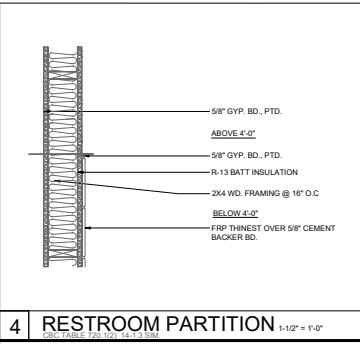 5/8" GYP. BD., PTD.
ABOVE 4'-0"
5/8" GYP. BD., PTD.
R-13 BATT INSULATION
2X4 WD. FRAMING @ 16" O.C
BELOW 4'-0"
FRP THINEST OVER 5/8" CEMENT
BACKER BD.
4 RESTROOM PARTITION 1-1/2" = 1'-0"
CBC TABLE 720.1(2) 14-1.3 SIM.